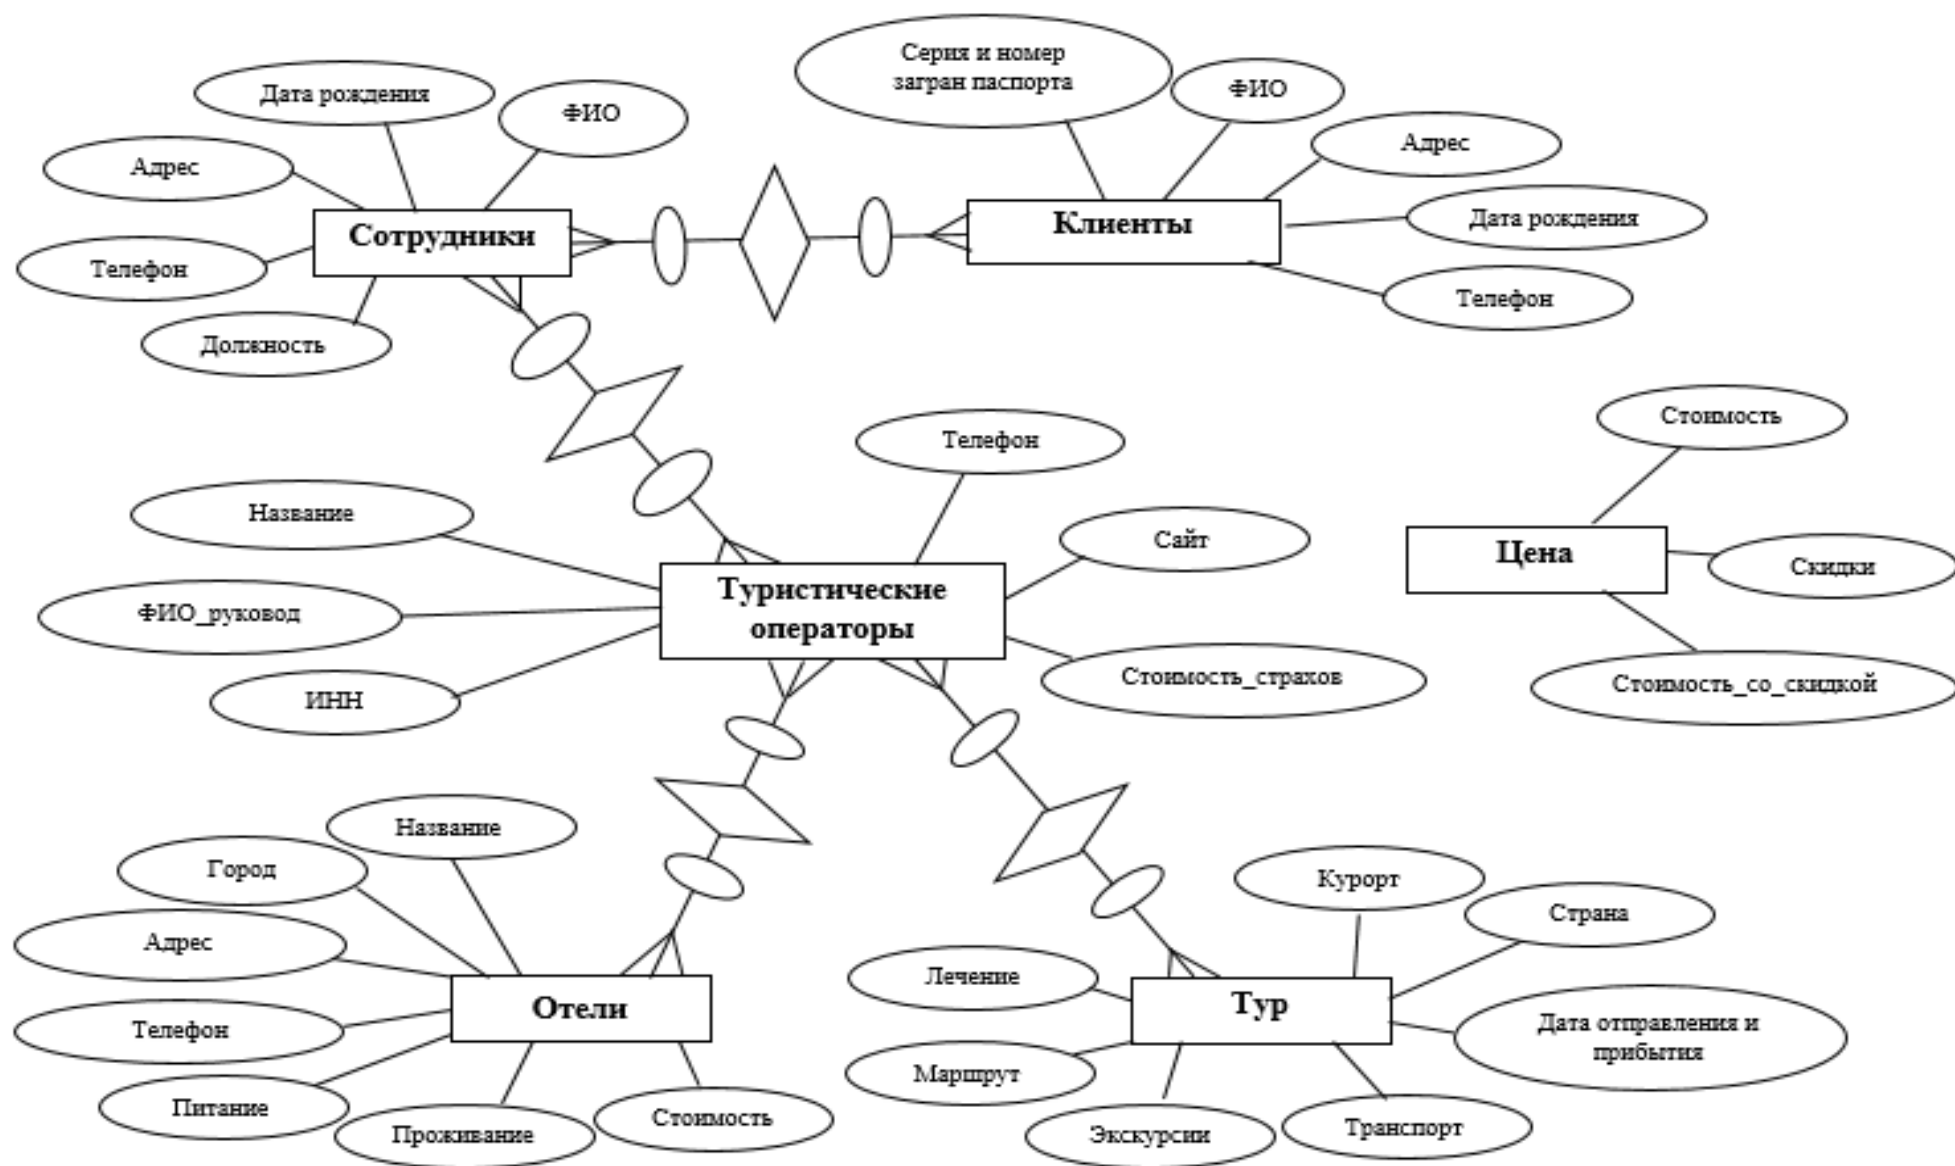 Серия и номер
загран паспорта
Дата рождения
ФИО
ФИО
Адрес
Адрес
Сотрудники
Клиенты
Дата рождения
Телефон
Телефон
Должность
Стоимость
Телефон
Название
Сайт
Цена
Скидки
Туристические
операторы
ФИО_руковод
Стоимость_страхов
Стоимость_со_скидкой
ИНН
Название
Город
Курорт
Страна
Адрес
Лечение
Отели
Тур
Телефон
Дата отправления и
прибытия
Маршрут
Питание
Проживание
Стоимость
Экскурсии
Транспорт